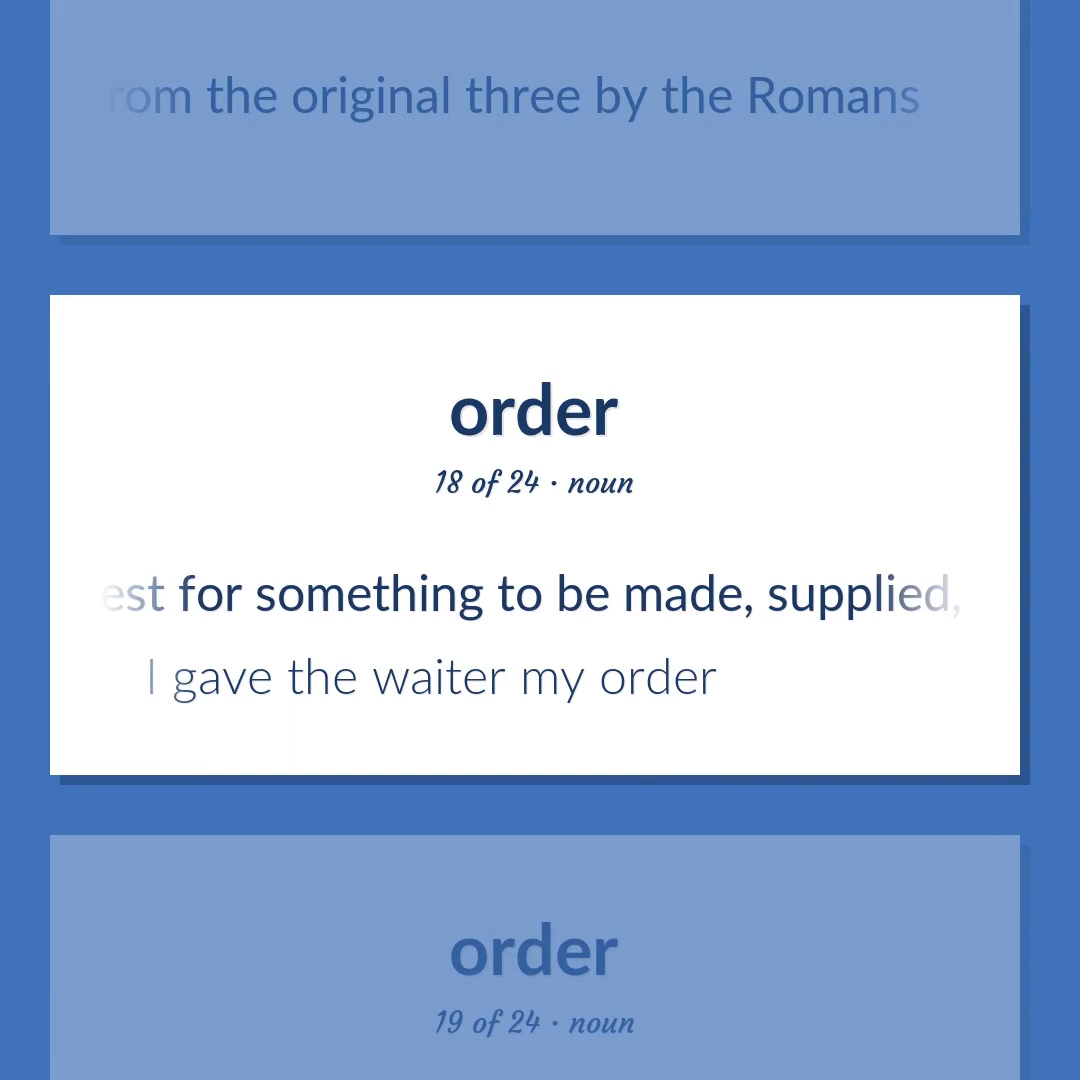 rom the original three by the Romans
order
18 of 24 · noun
est for something to be made, supplied,
I gave the waiter my order
order
19 of 24 · noun